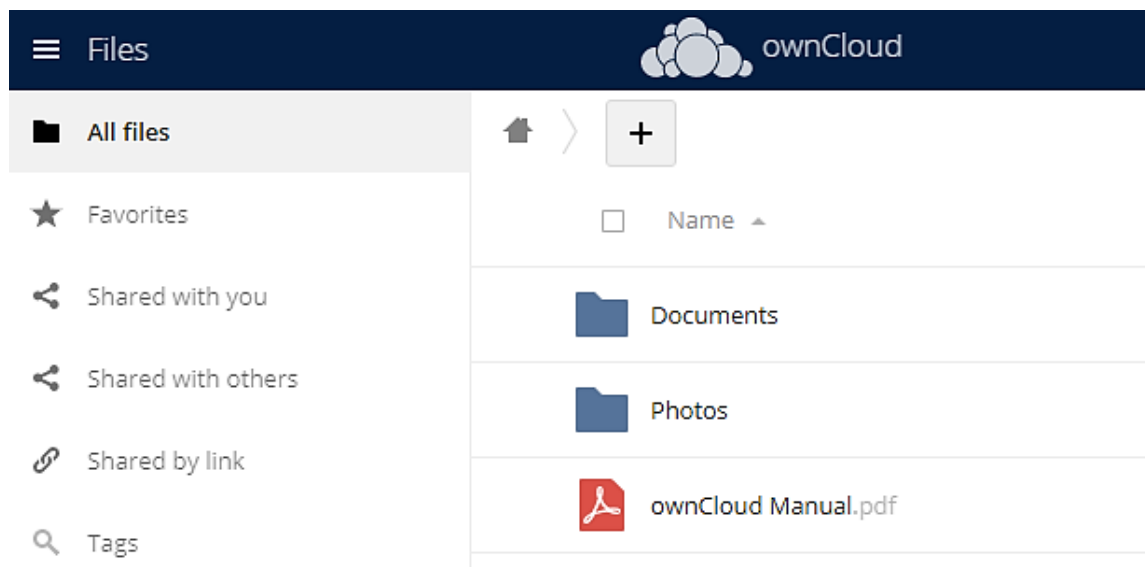 Files
ownCloud
All files
Favorites
Shared with you
Shared with others
Shared by link
Tags
+
Name
Documents
Photos
ownCloud Manual.pdf